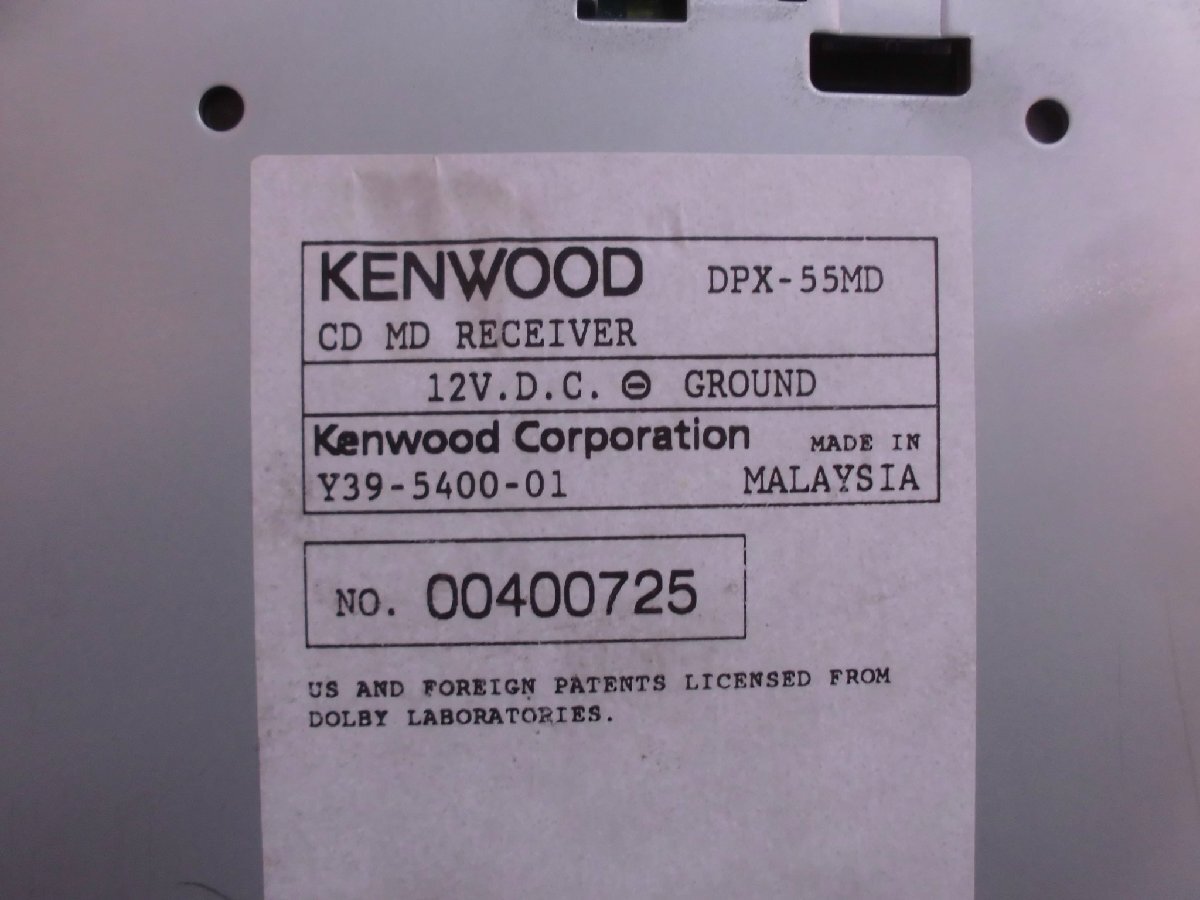 KENWOOD DPX-55MD
CD MD RECEIVER
12V.D.C. ⊖ GROUND
Kenwood Corporation MADE IN
Y39-5400-01 MALAYSIA
NO. 00400725
US AND FOREIGN PATENTS LICENSED FROM
DOLBY LABORATORIES.